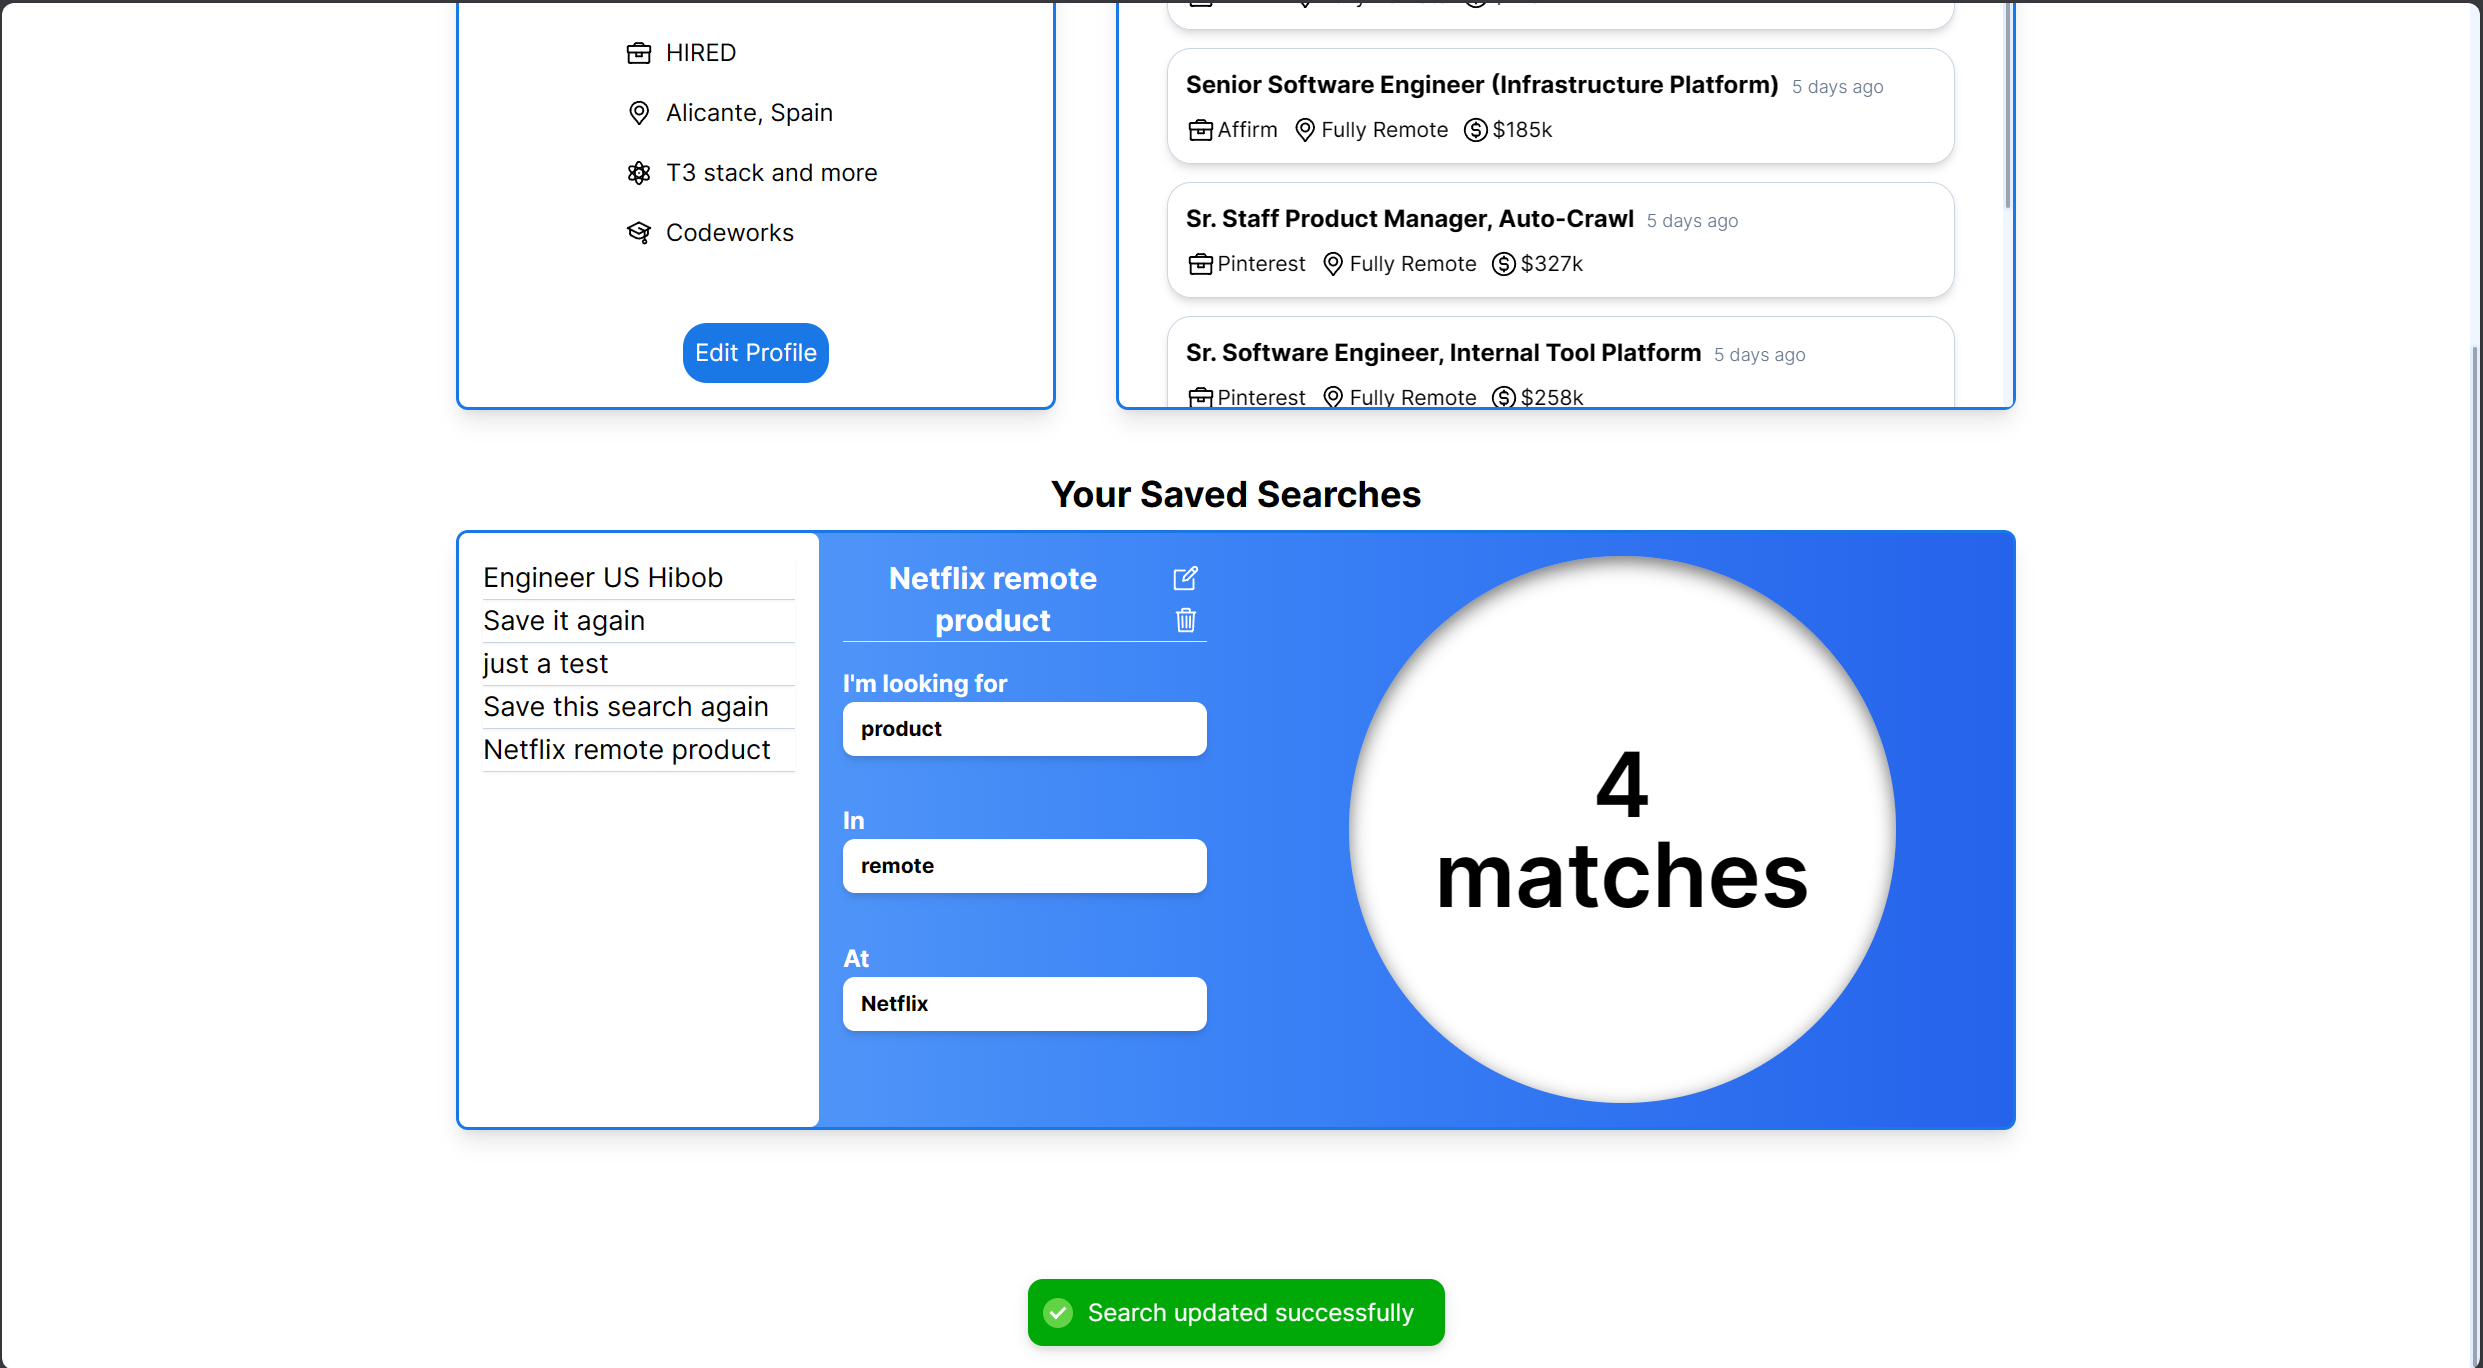 HIRED
Alicante, Spain
T3 stack and more
Codeworks
Edit Profile
Senior Software Engineer (Infrastructure Platform) 5 days ago
Affirm Fully Remote $185k
Sr. Staff Product Manager, Auto-Crawl 5 days ago
Pinterest Fully Remote $327k
Sr. Software Engineer, Internal Tool Platform 5 days ago
Pinterest Fully Remote $258k
Your Saved Searches
Engineer US Hibob
Save it again
just a test
Save this search again
Netflix remote product
Netflix remote
product
I'm looking for
product
In
remote
At
Netflix
4
matches
Search updated successfully